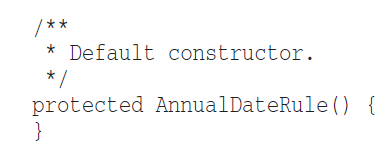 /**
 * Default constructor.
 */
protected AnnualDateRule() {
}